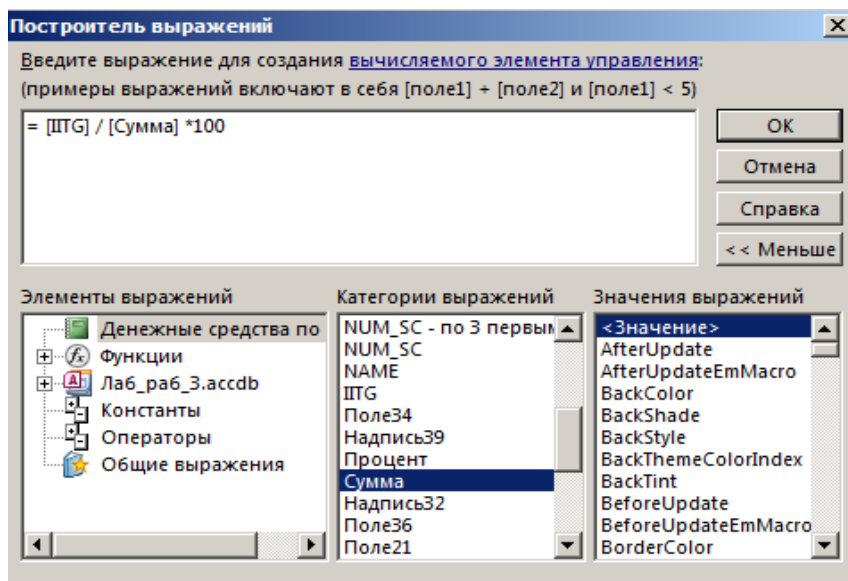 Построитель выражений
Введите выражение для создания вычисляемого элемента управления:
(примеры выражений включают в себя [поле1] + [поле2] и [поле1] < 5)
= [IITG] / [Сумма] *100
ОК
Отмена
Справка
<< Меньше
Элементы выражений
Денежные средства по
Функции
Лаб_раб_3.accdb
Константы
Операторы
Общие выражения
Категории выражений
NUM_SC - по 3 первым
NUM_SC
NAME
IITG
Поле34
Надпись39
Процент
Сумма
Надпись32
Поле36
Поле21
Значения выражений
<Значение>
AfterUpdate
AfterUpdateEmMacro
BackColor
BackShade
BackStyle
BackThemeColorIndex
BackTint
BeforeUpdate
BeforeUpdateEmMacro
BorderColor